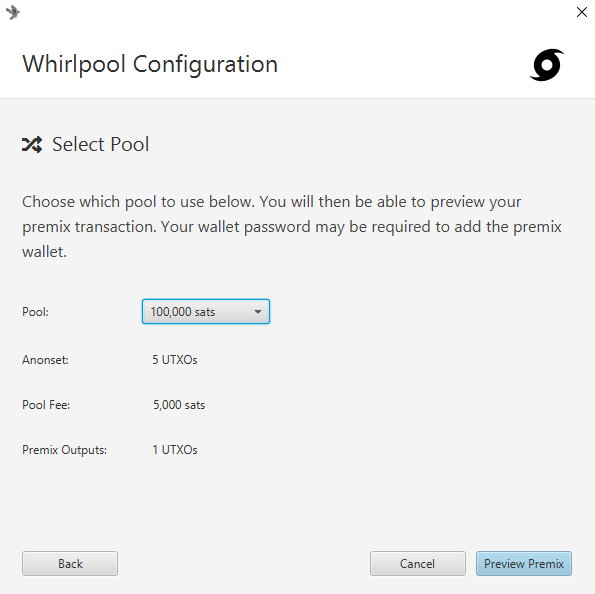 Whirlpool Configuration
Select Pool
Choose which pool to use below. You will then be able to preview your
premix transaction. Your wallet password may be required to add the premix
wallet.
Pool: 100,000 sats
Anonset: 5 UTXOs
Pool Fee: 5,000 sats
Premix Outputs: 1 UTXOs
Back Cancel Preview Premix